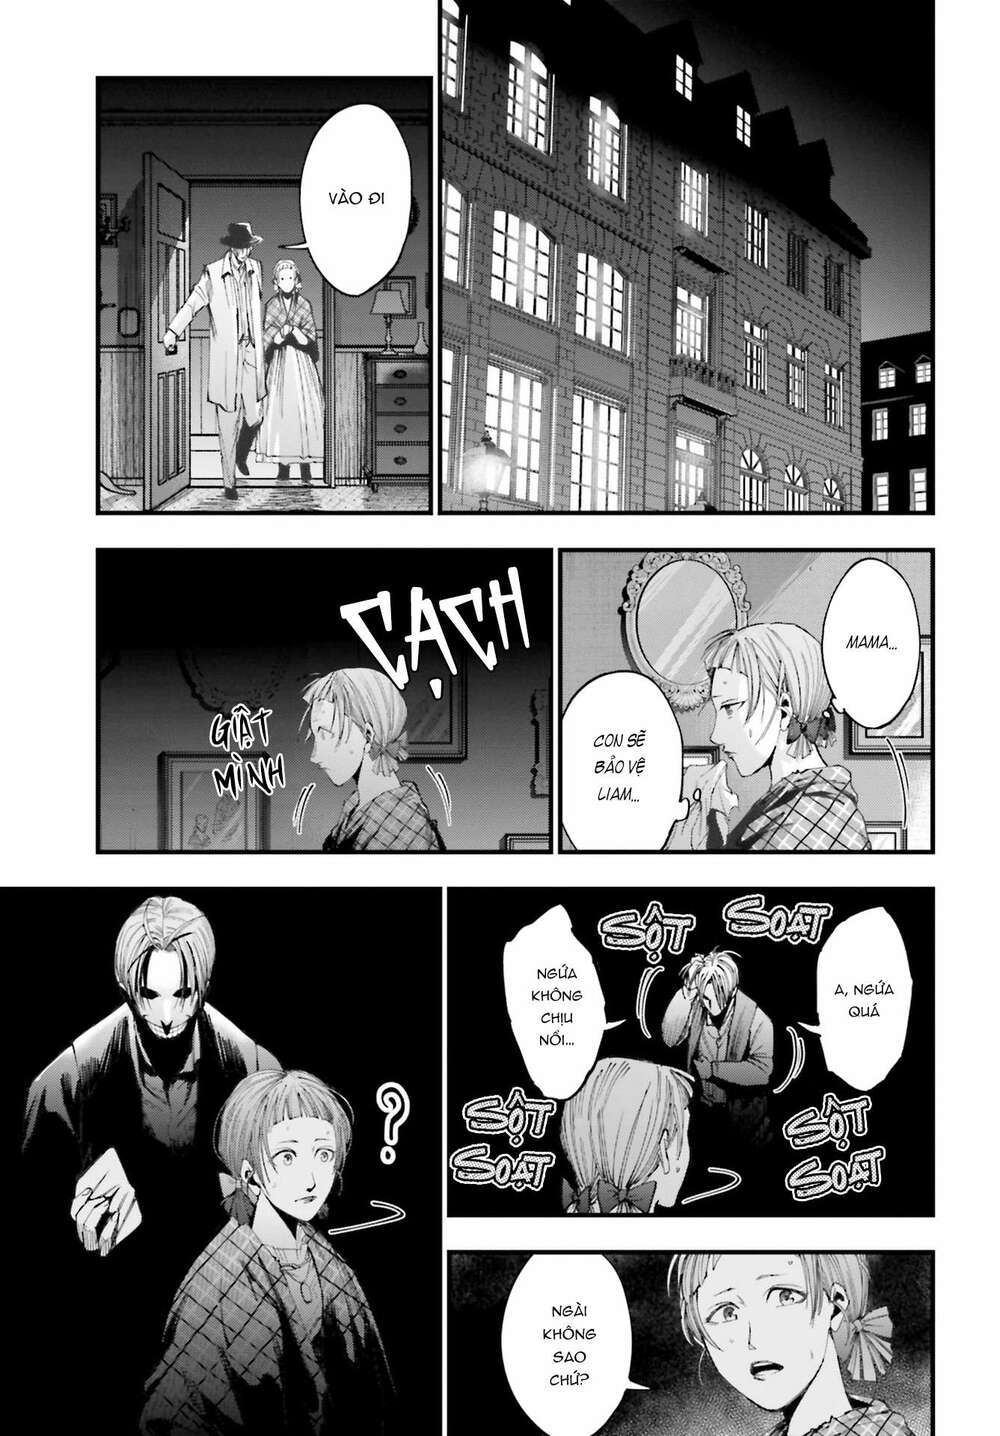 VÀO ĐI
MAMA...
CON SẼ
BẢO VỆ
LIAM...
CẠCH
GIẬT
MÌNH
SỘT
SOẠT
A, NGỨA
QUÁ
NGỨA
KHÔNG
CHỊU
NỔI...
SỘT
SOẠT
SỘT
SOẠT
?
NGÀI
KHÔNG
SAO
CHỨ?